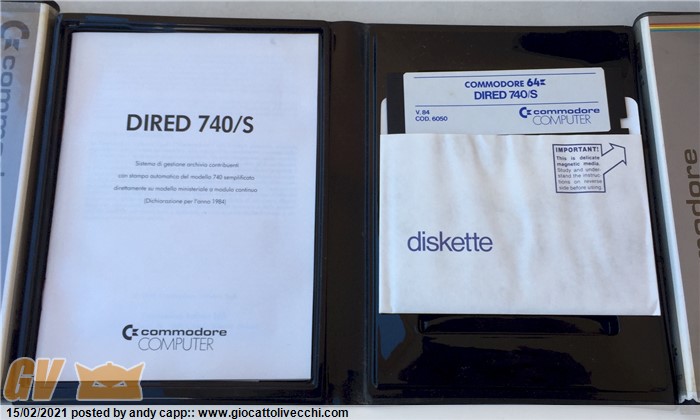 DIRED 740/S
Sistema di gestione archivio contribuenti
con stampa automatica del modello 740 semplificato
direttamente su modello ministeriale a modulo continuo
(Dichiarazione per l'anno 1984)
commodore
COMPUTER
COMMODORE 64
DIRED 740/S
V. 84
COD. 6050
commodore
COMPUTER
IMPORTANT!
This is delicate
magnetic media.
Study and under-
stand the instruc-
tions on reverse
side before using.
diskette
GV
15/02/2021 posted by andy capp:: www.giocattolivecchi.com